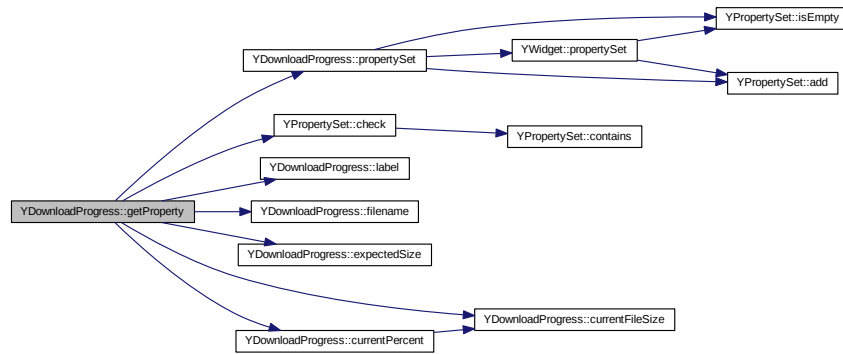 YPropertySet::isEmpty
YWidget::propertySet
YDownloadProgress::propertySet
YPropertySet::add
YPropertySet::check
YPropertySet::contains
YDownloadProgress::label
YDownloadProgress::getProperty
YDownloadProgress::filename
YDownloadProgress::expectedSize
YDownloadProgress::currentFileSize
YDownloadProgress::currentPercent